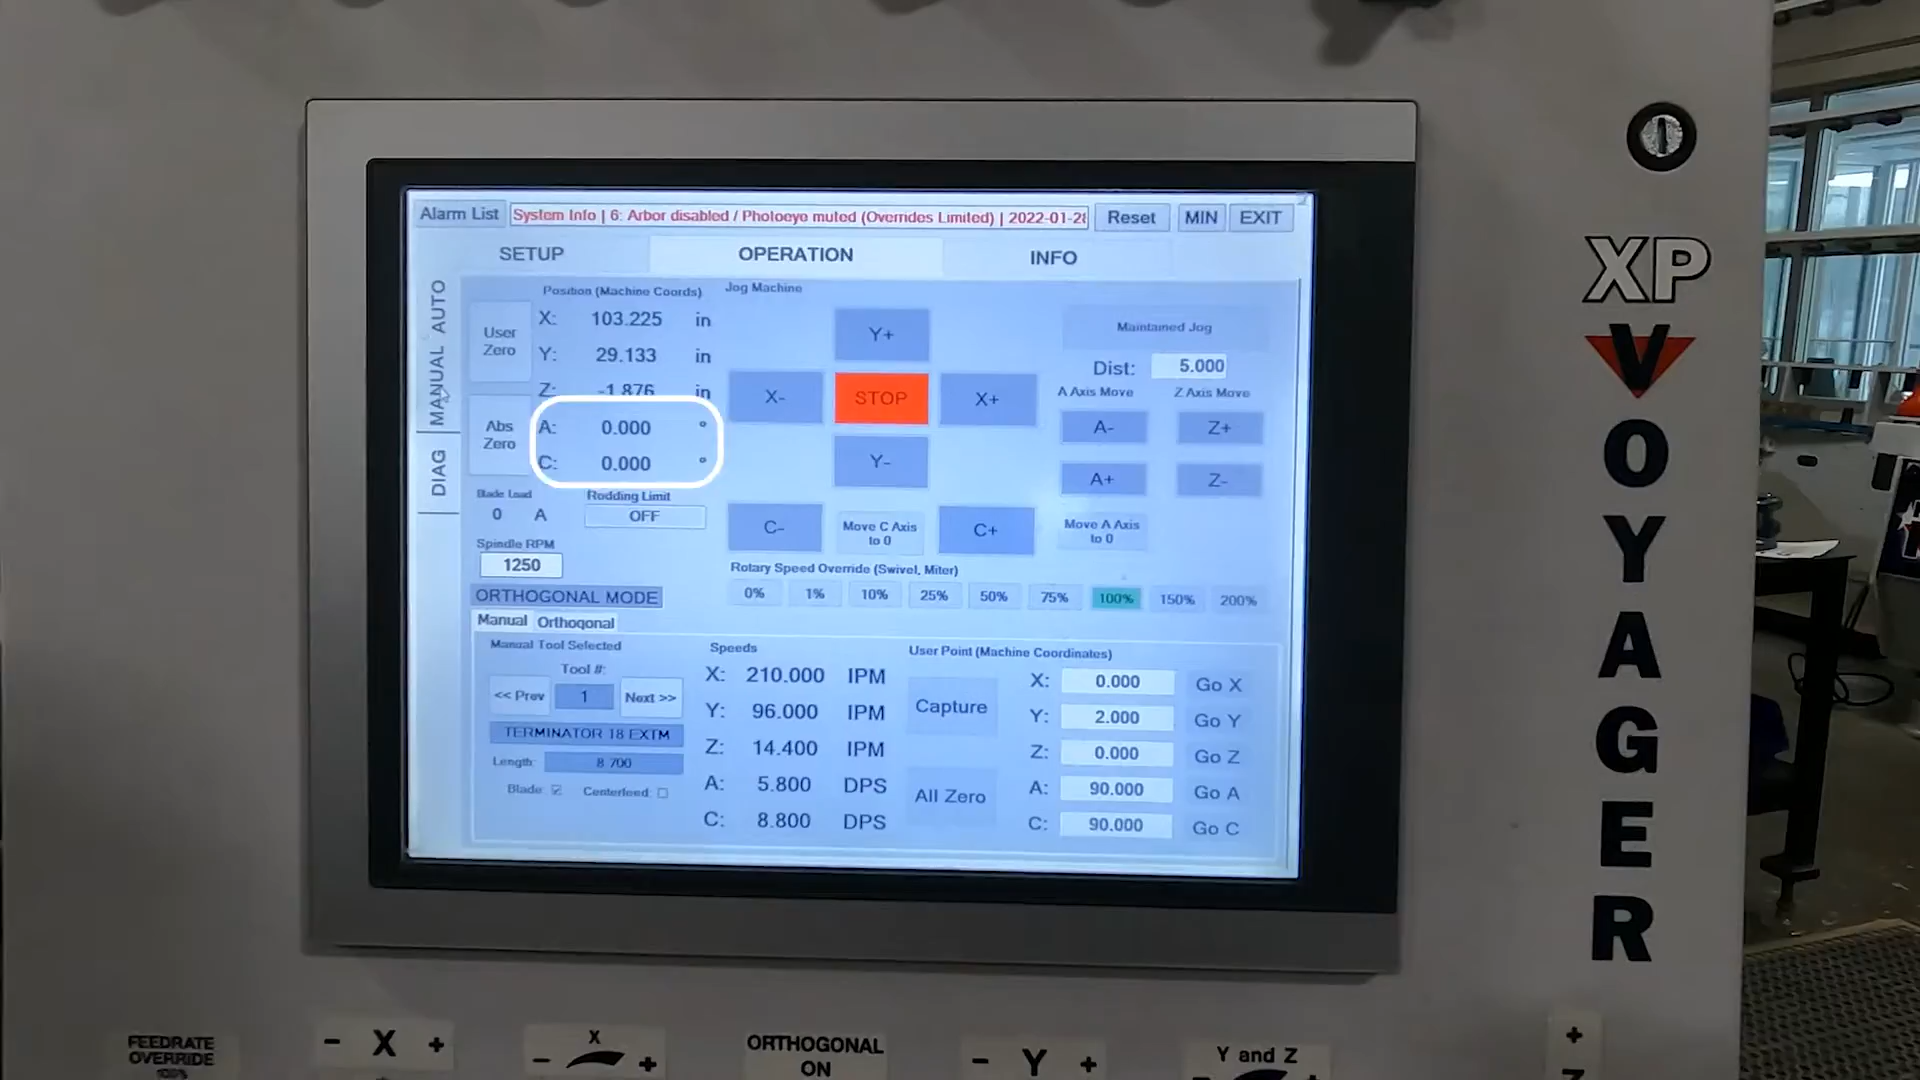 Alarm List System Info | 6: Arbor disabled / Photoeye muted (Overrides Limited) | 2022-01-28 Reset MIN EXIT
SETUP OPERATION INFO
AUTO
MANUAL
DIAG
Position (Machine Coords)
User Zero
X: 103.225 in
Y: 29.133 in
Z: -1.876 in
Abs Zero
A: 0.000 °
C: 0.000 °
Blade Load
0 A
Rodding Limit
OFF
Spindle RPM
1250
ORTHOGONAL MODE
Jog Machine
Y+
X- STOP X+
Y-
C- Move C Axis to 0 C+
Maintained Jog
Dist: 5.000
A Axis Move Z Axis Move
A- Z+
A+ Z-
Move A Axis to 0
Rotary Speed Override (Swivel, Miter)
0% 1% 10% 25% 50% 75% 100% 150% 200%
Manual Orthogonal
Manual Tool Selected
Tool #:
<< Prev 1 Next >>
TERMINATOR 18 EXTM
Length: 8.700
Blade: Centerfeed:
Speeds
X: 210.000 IPM
Y: 96.000 IPM
Z: 14.400 IPM
A: 5.800 DPS
C: 8.800 DPS
User Point (Machine Coordinates)
Capture
All Zero
X: 0.000 Go X
Y: 2.000 Go Y
Z: 0.000 Go Z
A: 90.000 Go A
C: 90.000 Go C
XP
VOYAGER
FEEDRATE
OVERRIDE
100%
- X +
X
- +
ORTHOGONAL
ON
- Y +
Y and Z
- +
+
Z